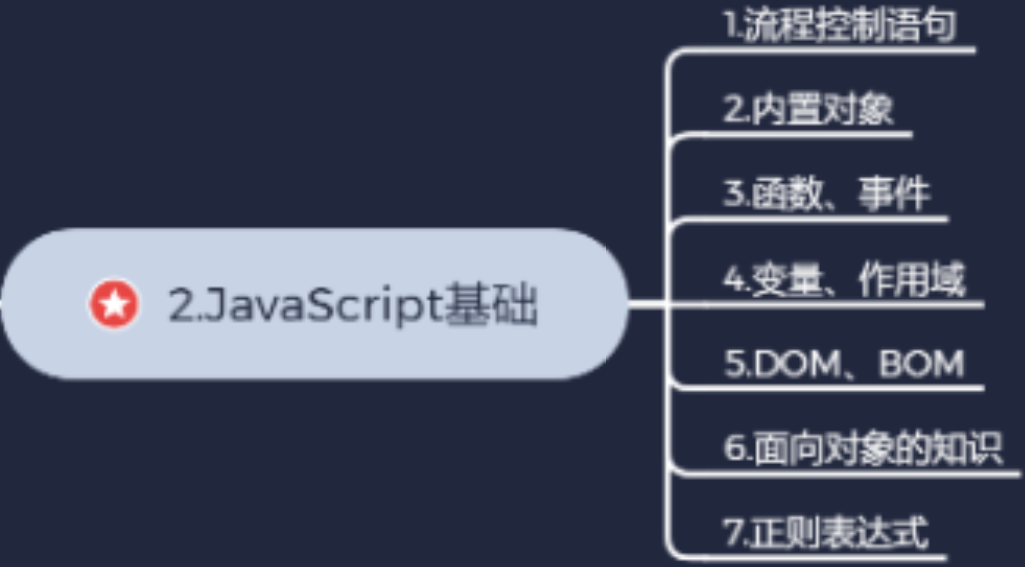 1.流程控制语句
2.内置对象
3.函数、事件
2.JavaScript基础
4.变量、作用域
5.DOM、BOM
6.面向对象的知识
7.正则表达式